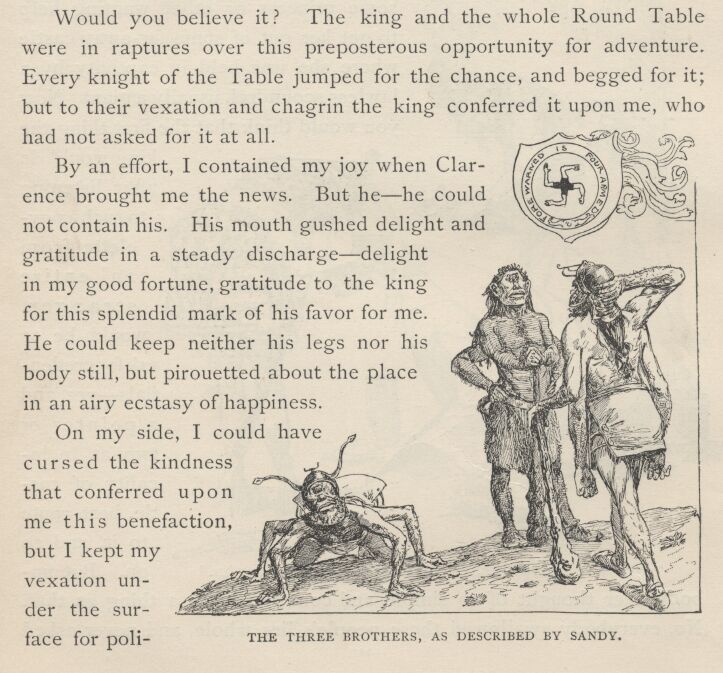 Would you believe it? The king and the whole Round Table
were in raptures over this preposterous opportunity for adventure.
Every knight of the Table jumped for the chance, and begged for it;
but to their vexation and chagrin the king conferred it upon me, who
had not asked for it at all.
By an effort, I contained my joy when Clar-
ence brought me the news. But he—he could
not contain his. His mouth gushed delight and
gratitude in a steady discharge—delight
in my good fortune, gratitude to the king
for this splendid mark of his favor for me.
He could keep neither his legs nor his
body still, but pirouetted about the place
in an airy ecstasy of happiness.
On my side, I could have
cursed the kindness
that conferred upon
me this benefaction,
but I kept my
vexation un-
der the sur-
face for poli-
FORE WARNED IS FOUR ARMED
THE THREE BROTHERS, AS DESCRIBED BY SANDY.